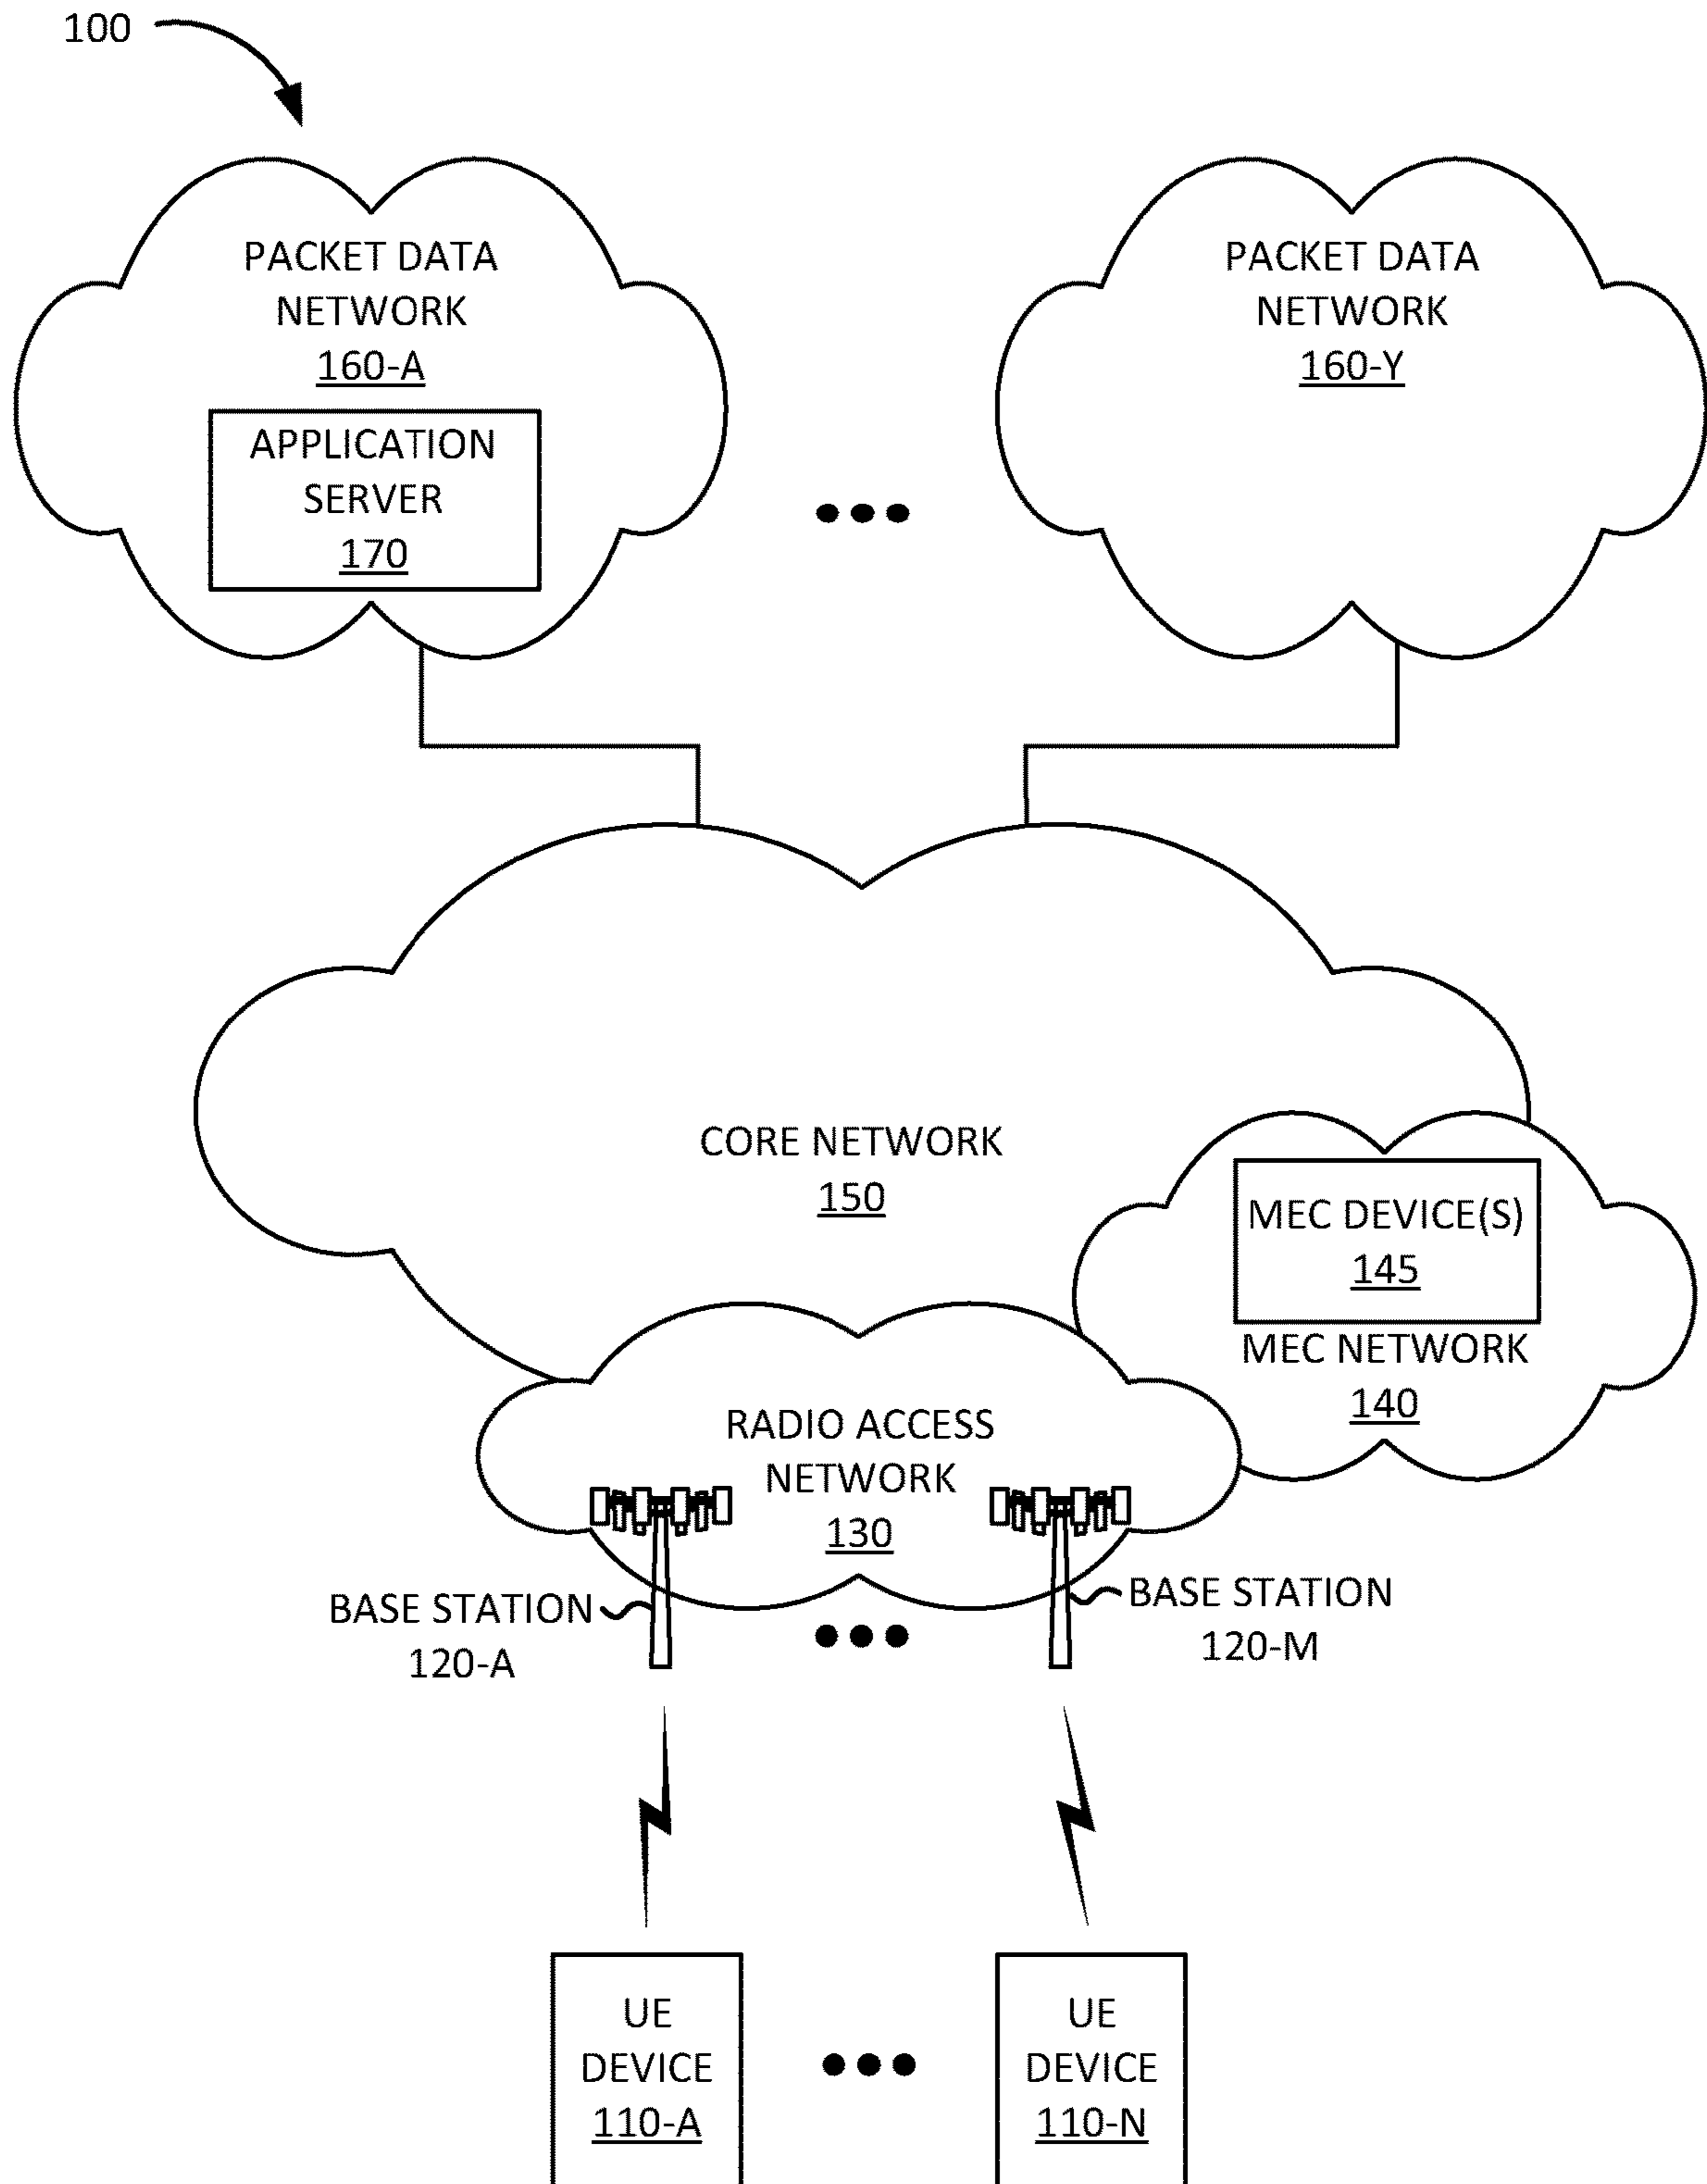 100
PACKET DATA
NETWORK
160-A
APPLICATION
SERVER
170
PACKET DATA
NETWORK
160-Y
CORE NETWORK
150
MEC DEVICE(S)
145
MEC NETWORK
140
RADIO ACCESS
NETWORK
130
BASE STATION
120-A
BASE STATION
120-M
UE
DEVICE
110-A
UE
DEVICE
110-N